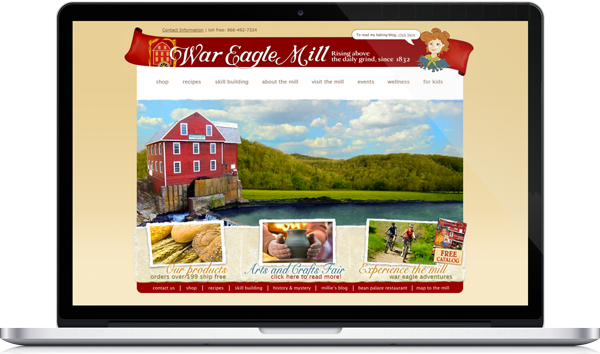 Contact Information | toll free: 866-492-7324
To read my baking blog, click here
War Eagle Mill
Rising above
the daily grind, since 1832
shop recipes skill building about the mill visit the mill events wellness for kids
FREE
CATALOG
Our products
orders over $99 ship free
Arts and Crafts Fair
click here to read more!
Experience the mill
war eagle adventures
contact us | shop | recipes | skill building | history & mystery | millie's blog | bean palace restaurant | map to the mill